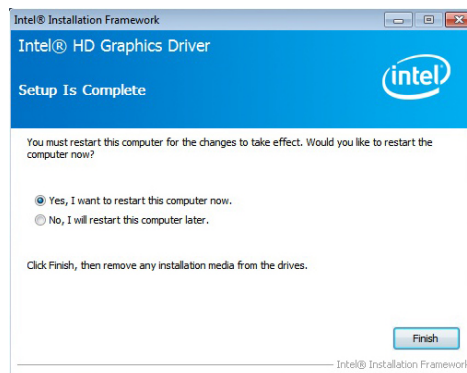 Intel® Installation Framework
Intel® HD Graphics Driver
(intel)
Setup Is Complete
You must restart this computer for the changes to take effect. Would you like to restart the
computer now?
Yes, I want to restart this computer now.
No, I will restart this computer later.
Click Finish, then remove any installation media from the drives.
Finish
Intel® Installation Framework